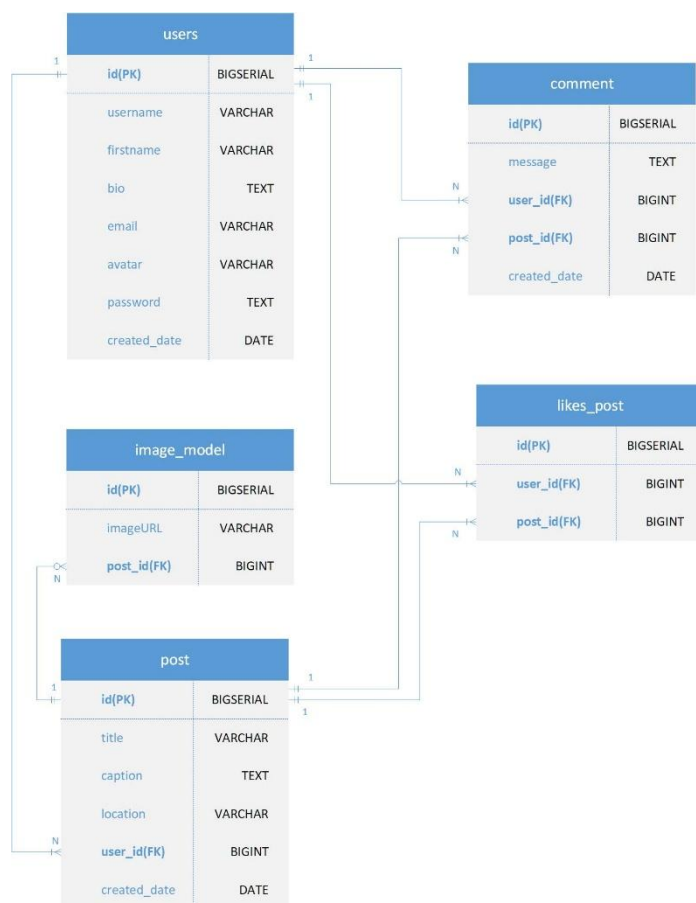 users
1
id(PK) BIGSERIAL
1
1
username VARCHAR
firstname VARCHAR
bio TEXT
email VARCHAR
avatar VARCHAR
password TEXT
created_date DATE
comment
id(PK) BIGSERIAL
message TEXT
N
user_id(FK) BIGINT
post_id(FK) BIGINT
N
created_date DATE
likes_post
id(PK) BIGSERIAL
N
user_id(FK) BIGINT
post_id(FK) BIGINT
N
image_model
id(PK) BIGSERIAL
imageURL VARCHAR
post_id(FK) BIGINT
N
post
1
id(PK) BIGSERIAL
1
1
title VARCHAR
caption TEXT
location VARCHAR
N
user_id(FK) BIGINT
created_date DATE